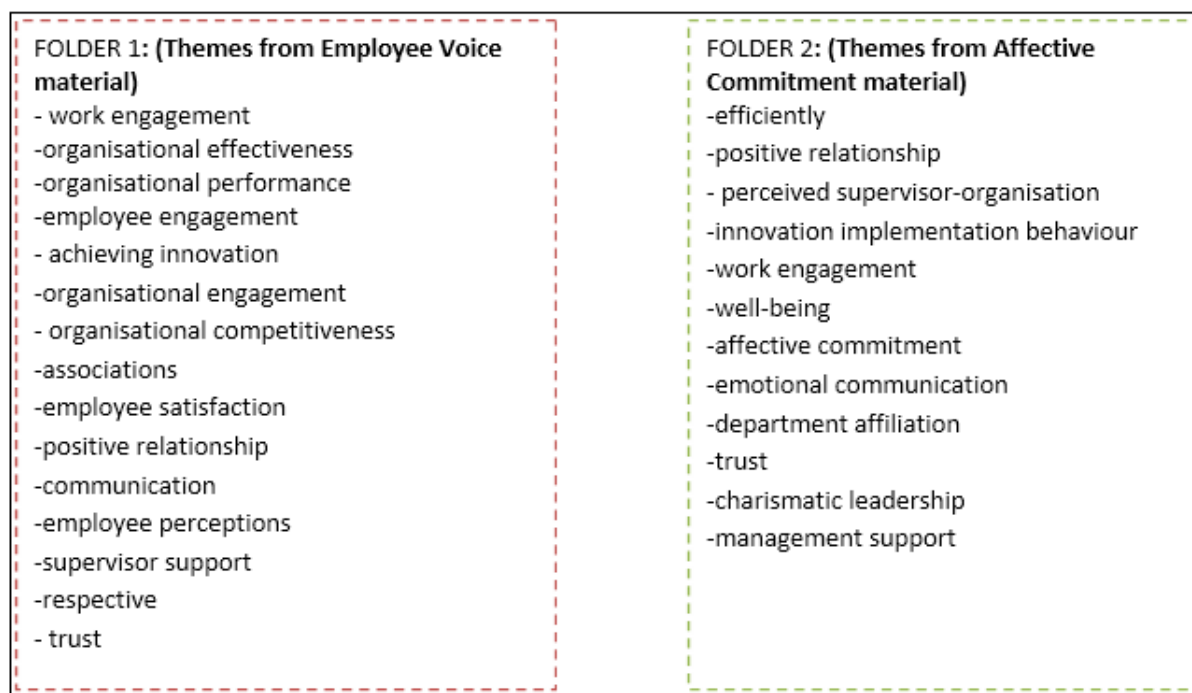 FOLDER 1: (Themes from Employee Voice
material)
- work engagement
-organisational effectiveness
-organisational performance
-employee engagement
- achieving innovation
-organisational engagement
- organisational competitiveness
-associations
-employee satisfaction
-positive relationship
-communication
-employee perceptions
-supervisor support
-respective
- trust
FOLDER 2: (Themes from Affective
Commitment material)
-efficiently
-positive relationship
- perceived supervisor-organisation
-innovation implementation behaviour
-work engagement
-well-being
-affective commitment
-emotional communication
-department affiliation
-trust
-charismatic leadership
-management support